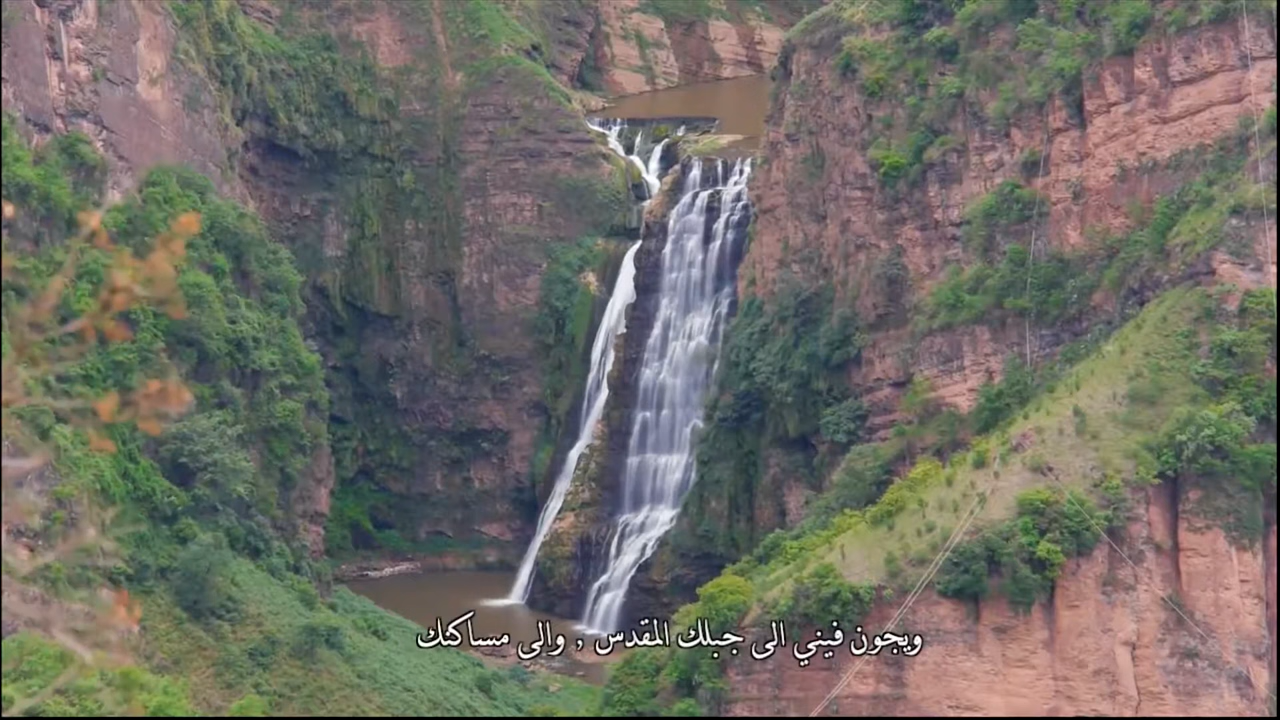 ويجون فيني الى جبلك المقدس , والى مساكنك